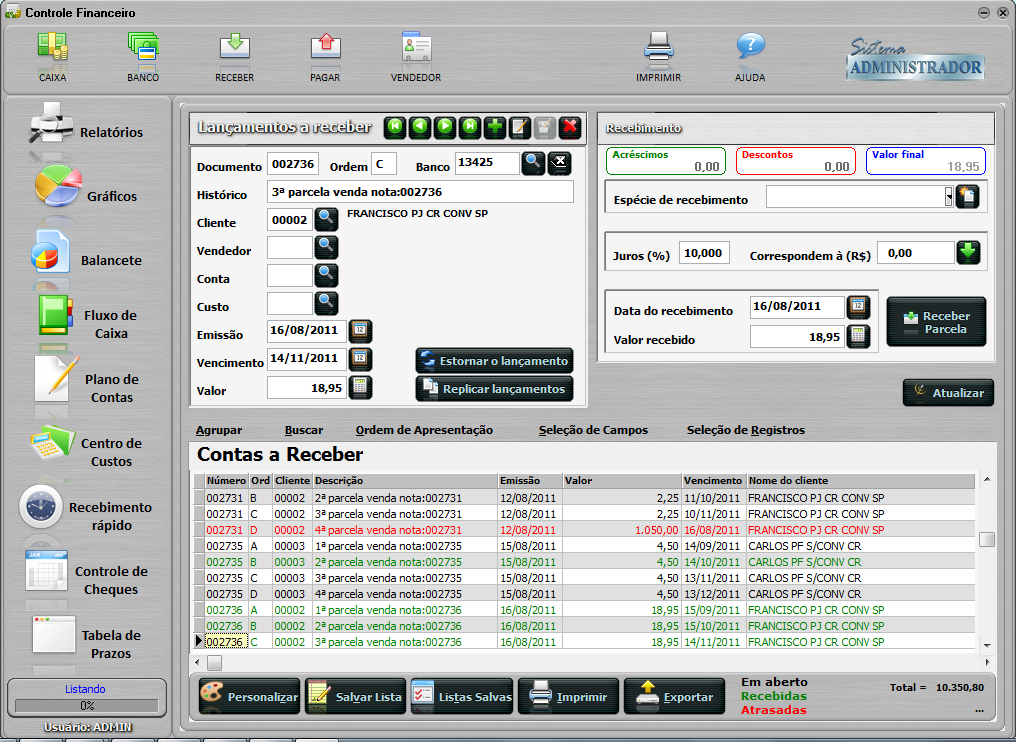 Controle Financeiro
CAIXA
BANCO
RECEBER
PAGAR
VENDEDOR
IMPRIMIR
AJUDA
Sistema
ADMINISTRADOR
Relatórios
Gráficos
Balancete
Fluxo de
Caixa
Plano de
Contas
Centro de
Custos
Recebimento
rápido
JAN
Controle de
Cheques
Tabela de
Prazos
Listando
0%
Usuário: ADMIN
Lançamentos a receber
Documento 002736 Ordem C Banco 13425
Histórico 3ª parcela venda nota:002736
Cliente 00002 FRANCISCO PJ CR CONV SP
Vendedor
Conta
Custo
Emissão 16/08/2011 12
Vencimento 14/11/2011 12
Valor 18,95
Estornar o lançamento
Replicar lançamentos
Recebimento
Acréscimos 0,00
Descontos 0,00
Valor final 18,95
Espécie de recebimento
Juros (%) 10,000 Correspondem à (R$) 0,00
Data do recebimento 16/08/2011 12
Valor recebido 18,95
Receber
Parcela
Atualizar
Agrupar Buscar Ordem de Apresentação Seleção de Campos Seleção de Registros
Contas a Receber
Número Ord Cliente Descrição Emissão Valor Vencimento Nome do cliente
002731 B 00002 2ª parcela venda nota:002731 12/08/2011 2,25 11/10/2011 FRANCISCO PJ CR CONV SP
002731 C 00002 3ª parcela venda nota:002731 12/08/2011 2,25 10/11/2011 FRANCISCO PJ CR CONV SP
002731 D 00002 4ª parcela venda nota:002731 12/08/2011 1.050,00 16/08/2011 FRANCISCO PJ CR CONV SP
002735 A 00003 1ª parcela venda nota:002735 15/08/2011 4,50 14/09/2011 CARLOS PF S/CONV CR
002735 B 00003 2ª parcela venda nota:002735 15/08/2011 4,50 14/10/2011 CARLOS PF S/CONV CR
002735 C 00003 3ª parcela venda nota:002735 15/08/2011 4,50 13/11/2011 CARLOS PF S/CONV CR
002735 D 00003 4ª parcela venda nota:002735 15/08/2011 4,50 13/12/2011 CARLOS PF S/CONV CR
002736 A 00002 1ª parcela venda nota:002736 16/08/2011 18,95 15/09/2011 FRANCISCO PJ CR CONV SP
002736 B 00002 2ª parcela venda nota:002736 16/08/2011 18,95 15/10/2011 FRANCISCO PJ CR CONV SP
002736 C 00002 3ª parcela venda nota:002736 16/08/2011 18,95 14/11/2011 FRANCISCO PJ CR CONV SP
Personalizar
Salvar Lista
Listas Salvas
Imprimir
Exportar
Em aberto
Recebidas
Atrasadas
Total = 10.350,80
...